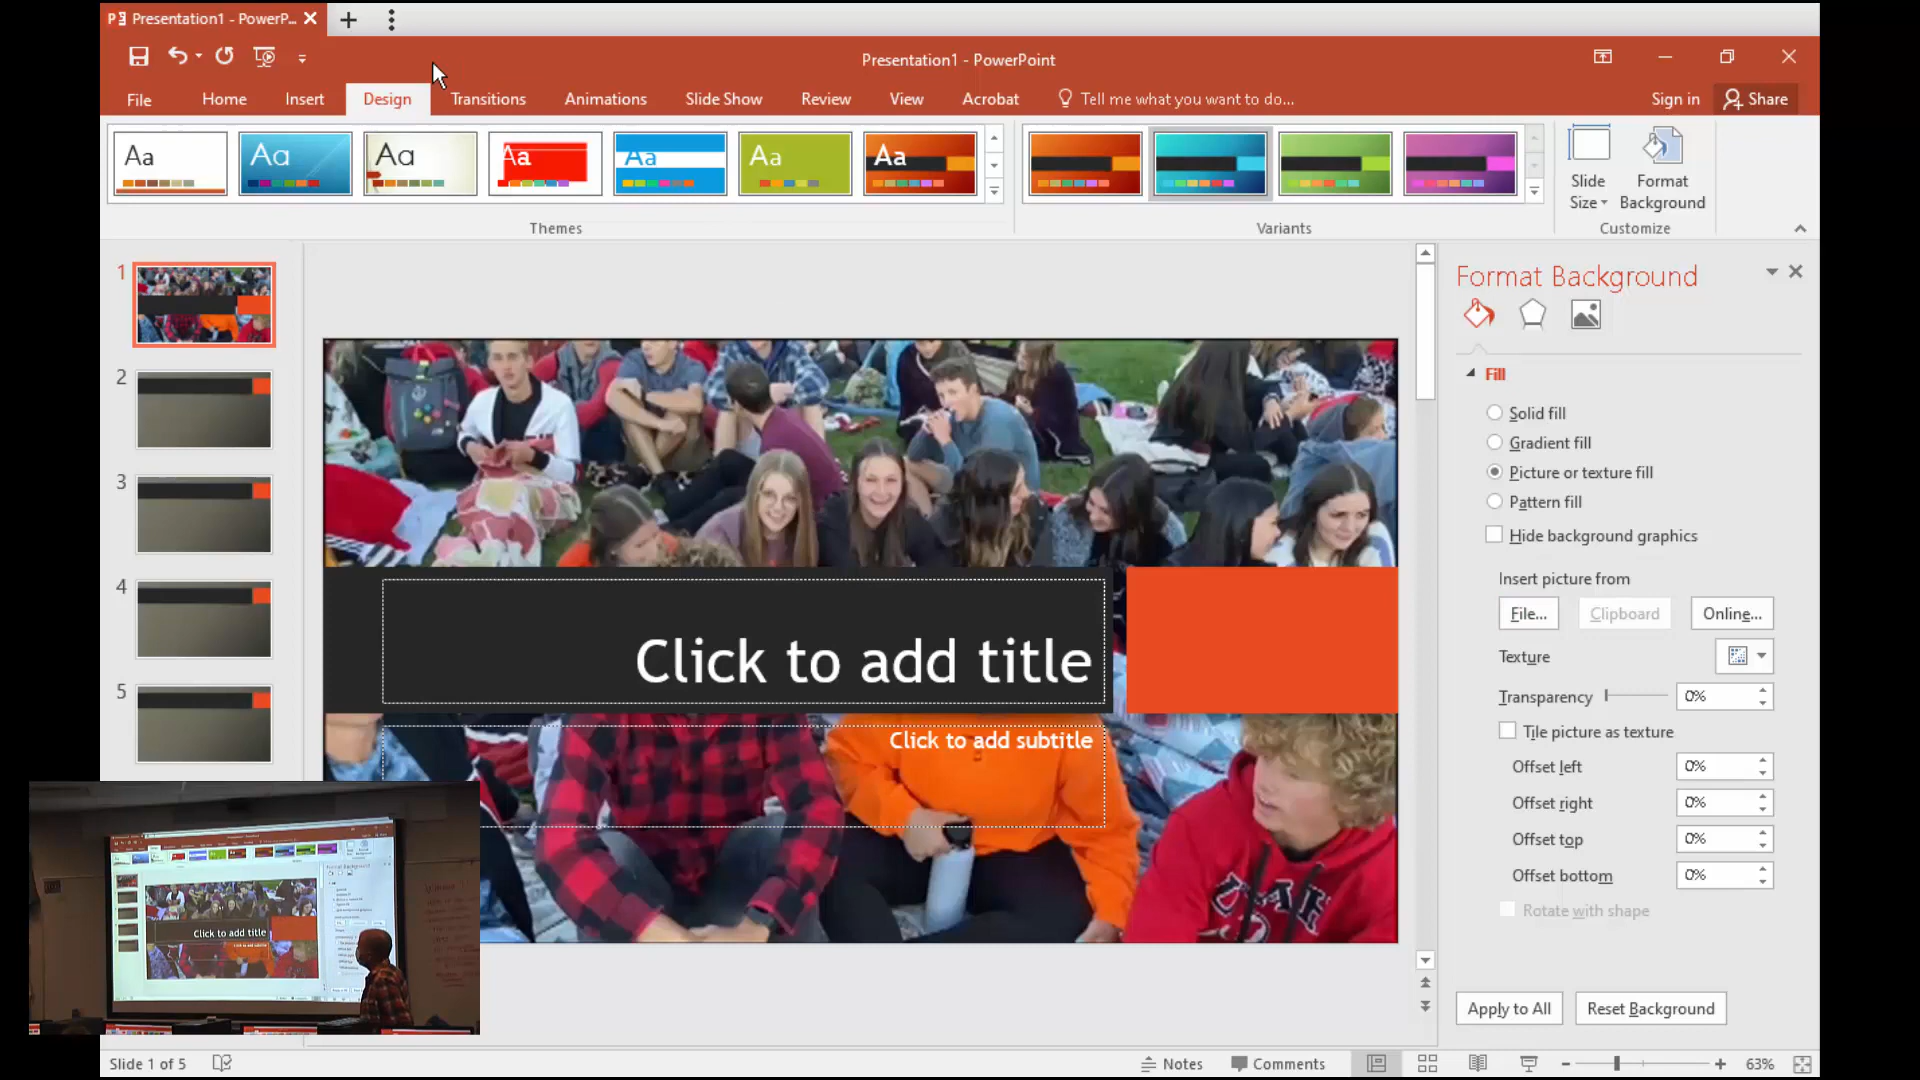 Presentation1 - PowerP...
Presentation1 - PowerPoint
File Home Insert Design Transitions Animations Slide Show Review View Acrobat Tell me what you want to do... Sign in Share
Aa Aa Aa Aa Aa Aa Aa
Slide Size
Format Background
Themes Variants Customize
1
2
3
4
5
Click to add title
Click to add subtitle
UTAH
Format Background
Fill
Solid fill
Gradient fill
Picture or texture fill
Pattern fill
Hide background graphics
Insert picture from
File... Clipboard Online...
Texture
Transparency 0%
Tile picture as texture
Offset left 0%
Offset right 0%
Offset top 0%
Offset bottom 0%
Rotate with shape
Apply to All Reset Background
Click to add title
Slide 1 of 5 Notes Comments 63%